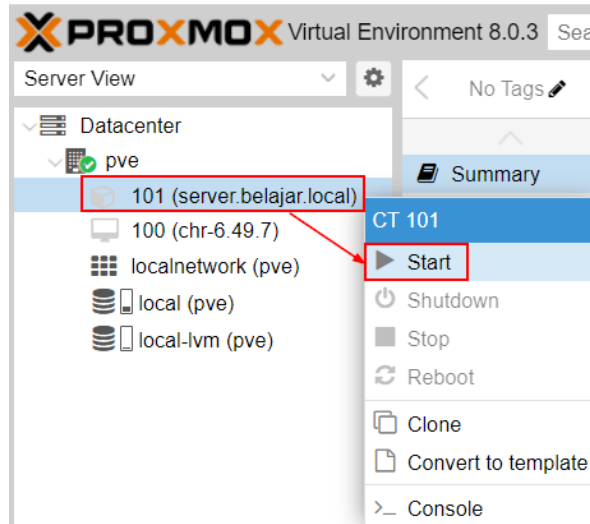 PROXMOX Virtual Environment 8.0.3 Sea
Server View
No Tags
Datacenter
pve
Summary
101 (server.belajar.local)
CT 101
100 (chr-6.49.7)
Start
localnetwork (pve)
Shutdown
local (pve)
Stop
local-lvm (pve)
Reboot
Clone
Convert to template
Console